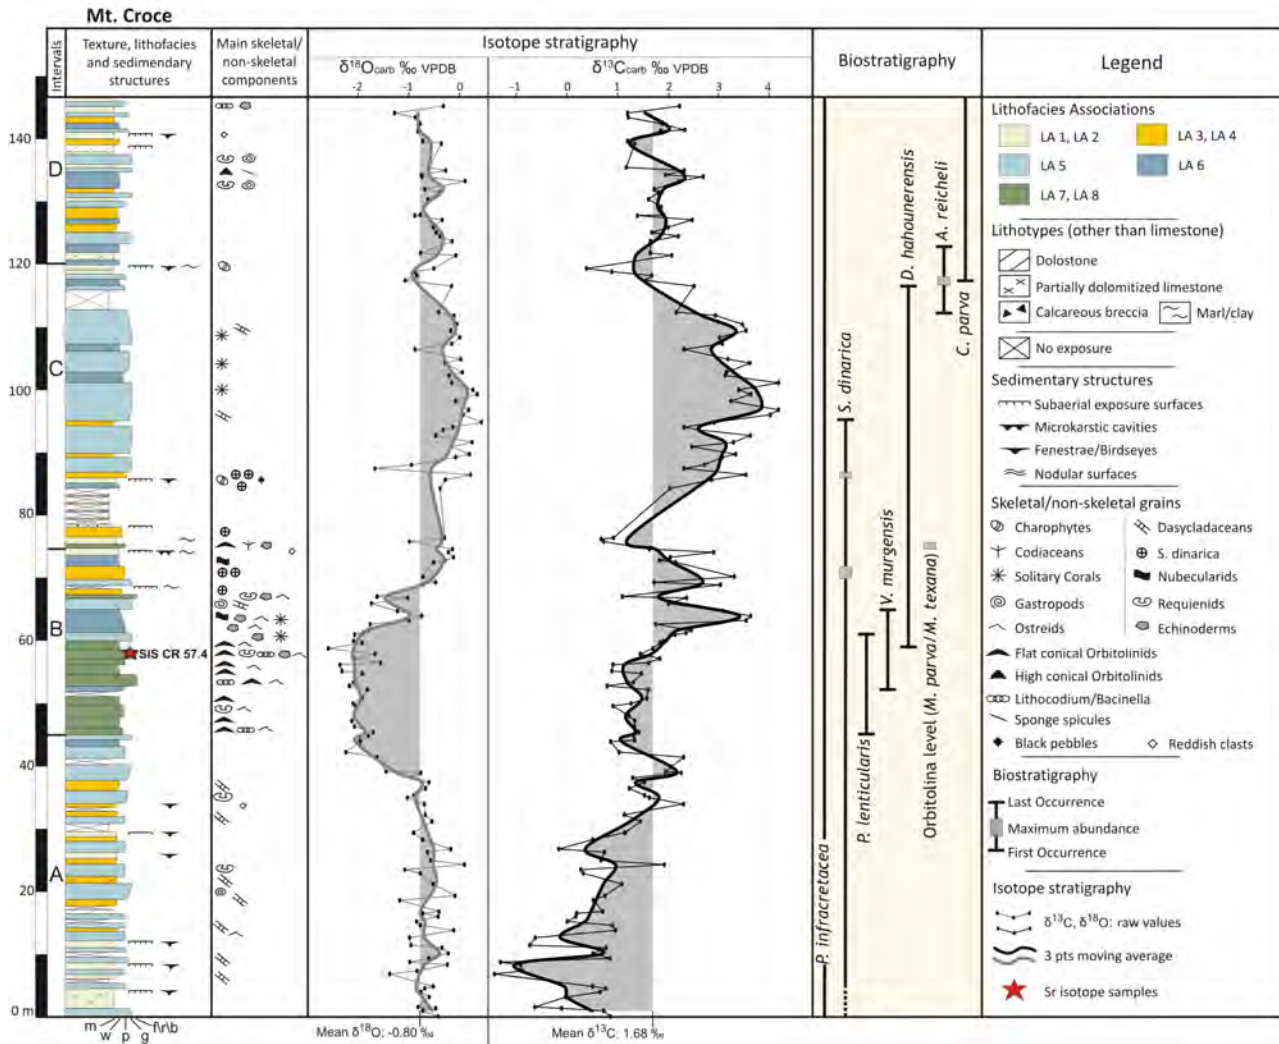 Mt. Croce
Intervals
Texture, lithofacies
and sedimendary
structures
Main skeletal/
non-skeletal
components
Isotope stratigraphy
δ18Ocarb ‰ VPDB
-2 -1 0
δ13Ccarb ‰ VPDB
-1 0 1 2 3 4
Biostratigraphy
Legend
140
120
100
80
60
40
20
0 m
D
C
B
A
SIS CR 57.4
m w p g f\r\b
Mean δ18O: -0.80 ‰
Mean δ13C: 1.68 ‰
P. infracretacea
S. dinarica
P. lenticularis
V. murgensis
D. hahounerensis
Orbitolina level (M. parva/M. texana)
A. reicheli
C. parva
Lithofacies Associations
LA 1, LA 2
LA 3, LA 4
LA 5
LA 6
LA 7, LA 8
Lithotypes (other than limestone)
Dolostone
Partially dolomitized limestone
Calcareous breccia
Marl/clay
No exposure
Sedimentary structures
Subaerial exposure surfaces
Microkarstic cavities
Fenestrae/Birdseyes
Nodular surfaces
Skeletal/non-skeletal grains
Charophytes
Dasycladaceans
Codiaceans
S. dinarica
Solitary Corals
Nubecularids
Gastropods
Requienids
Ostreids
Echinoderms
Flat conical Orbitolinids
High conical Orbitolinids
Lithocodium/Bacinella
Sponge spicules
Black pebbles
Reddish clasts
Biostratigraphy
Last Occurrence
Maximum abundance
First Occurrence
Isotope stratigraphy
δ13C, δ18O: raw values
3 pts moving average
Sr isotope samples